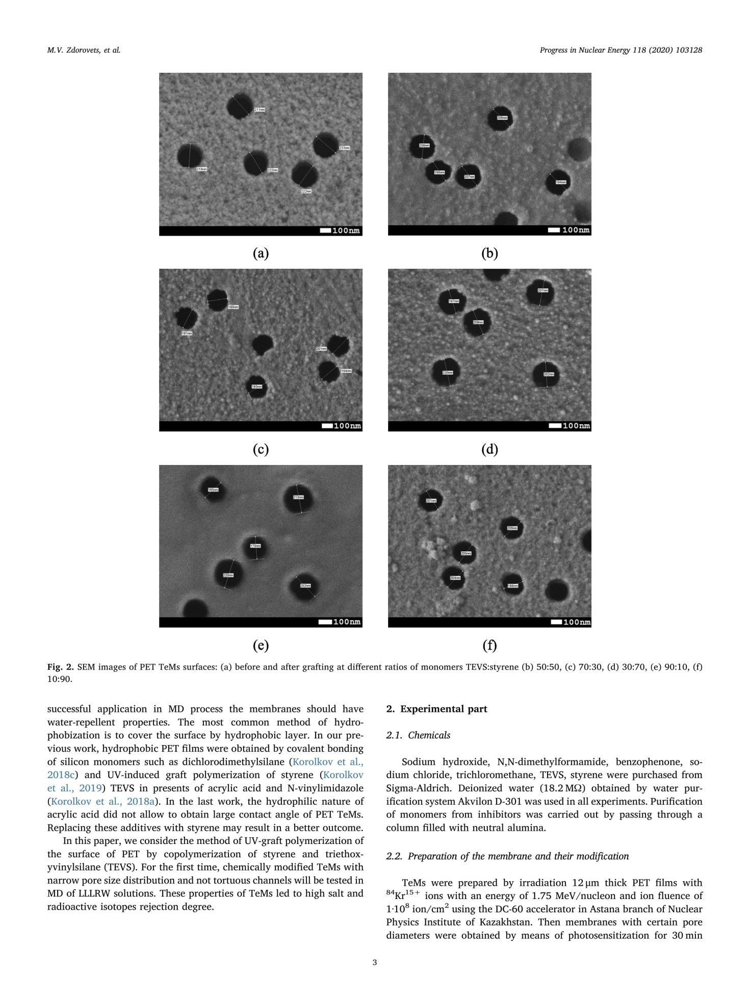 M.V. Zdorovets, et al.
Progress in Nuclear Energy 118 (2020) 103128
211nm
233nm
218nm
222nm
222nm
100nm
(a)
205nm
208nm
195nm
207nm
194nm
100nm
(b)
185nm
191nm
201nm
184nm
193nm
100nm
(c)
207nm
197nm
209nm
220nm
202nm
100nm
(d)
165nm
213nm
170nm
220nm
202nm
100nm
(e)
201nm
205nm
205nm
204nm
188nm
100nm
(f)
Fig. 2. SEM images of PET TeMs surfaces: (a) before and after grafting at different ratios of monomers TEVS:styrene (b) 50:50, (c) 70:30, (d) 30:70, (e) 90:10, (f)
10:90.
successful application in MD process the membranes should have
water-repellent properties. The most common method of hydro-
phobization is to cover the surface by hydrophobic layer. In our pre-
vious work, hydrophobic PET films were obtained by covalent bonding
of silicon monomers such as dichlorodimethylsilane (Korolkov et al.,
2018c) and UV-induced graft polymerization of styrene (Korolkov
et al., 2019) TEVS in presents of acrylic acid and N-vinylimidazole
(Korolkov et al., 2018a). In the last work, the hydrophilic nature of
acrylic acid did not allow to obtain large contact angle of PET TeMs.
Replacing these additives with styrene may result in a better outcome.
In this paper, we consider the method of UV-graft polymerization of
the surface of PET by copolymerization of styrene and triethox-
yvinylsilane (TEVS). For the first time, chemically modified TeMs with
narrow pore size distribution and not tortuous channels will be tested in
MD of LLLRW solutions. These properties of TeMs led to high salt and
radioactive isotopes rejection degree.
2. Experimental part
2.1. Chemicals
Sodium hydroxide, N,N-dimethylformamide, benzophenone, so-
dium chloride, trichloromethane, TEVS, styrene were purchased from
Sigma-Aldrich. Deionized water (18.2 MΩ) obtained by water pur-
ification system Akvilon D-301 was used in all experiments. Purification
of monomers from inhibitors was carried out by passing through a
column filled with neutral alumina.
2.2. Preparation of the membrane and their modification
TeMs were prepared by irradiation 12 μm thick PET films with
⁸⁴Kr¹⁵⁺ ions with an energy of 1.75 MeV/nucleon and ion fluence of
1·10⁸ ion/cm² using the DC-60 accelerator in Astana branch of Nuclear
Physics Institute of Kazakhstan. Then membranes with certain pore
diameters were obtained by means of photosensitization for 30 min
3